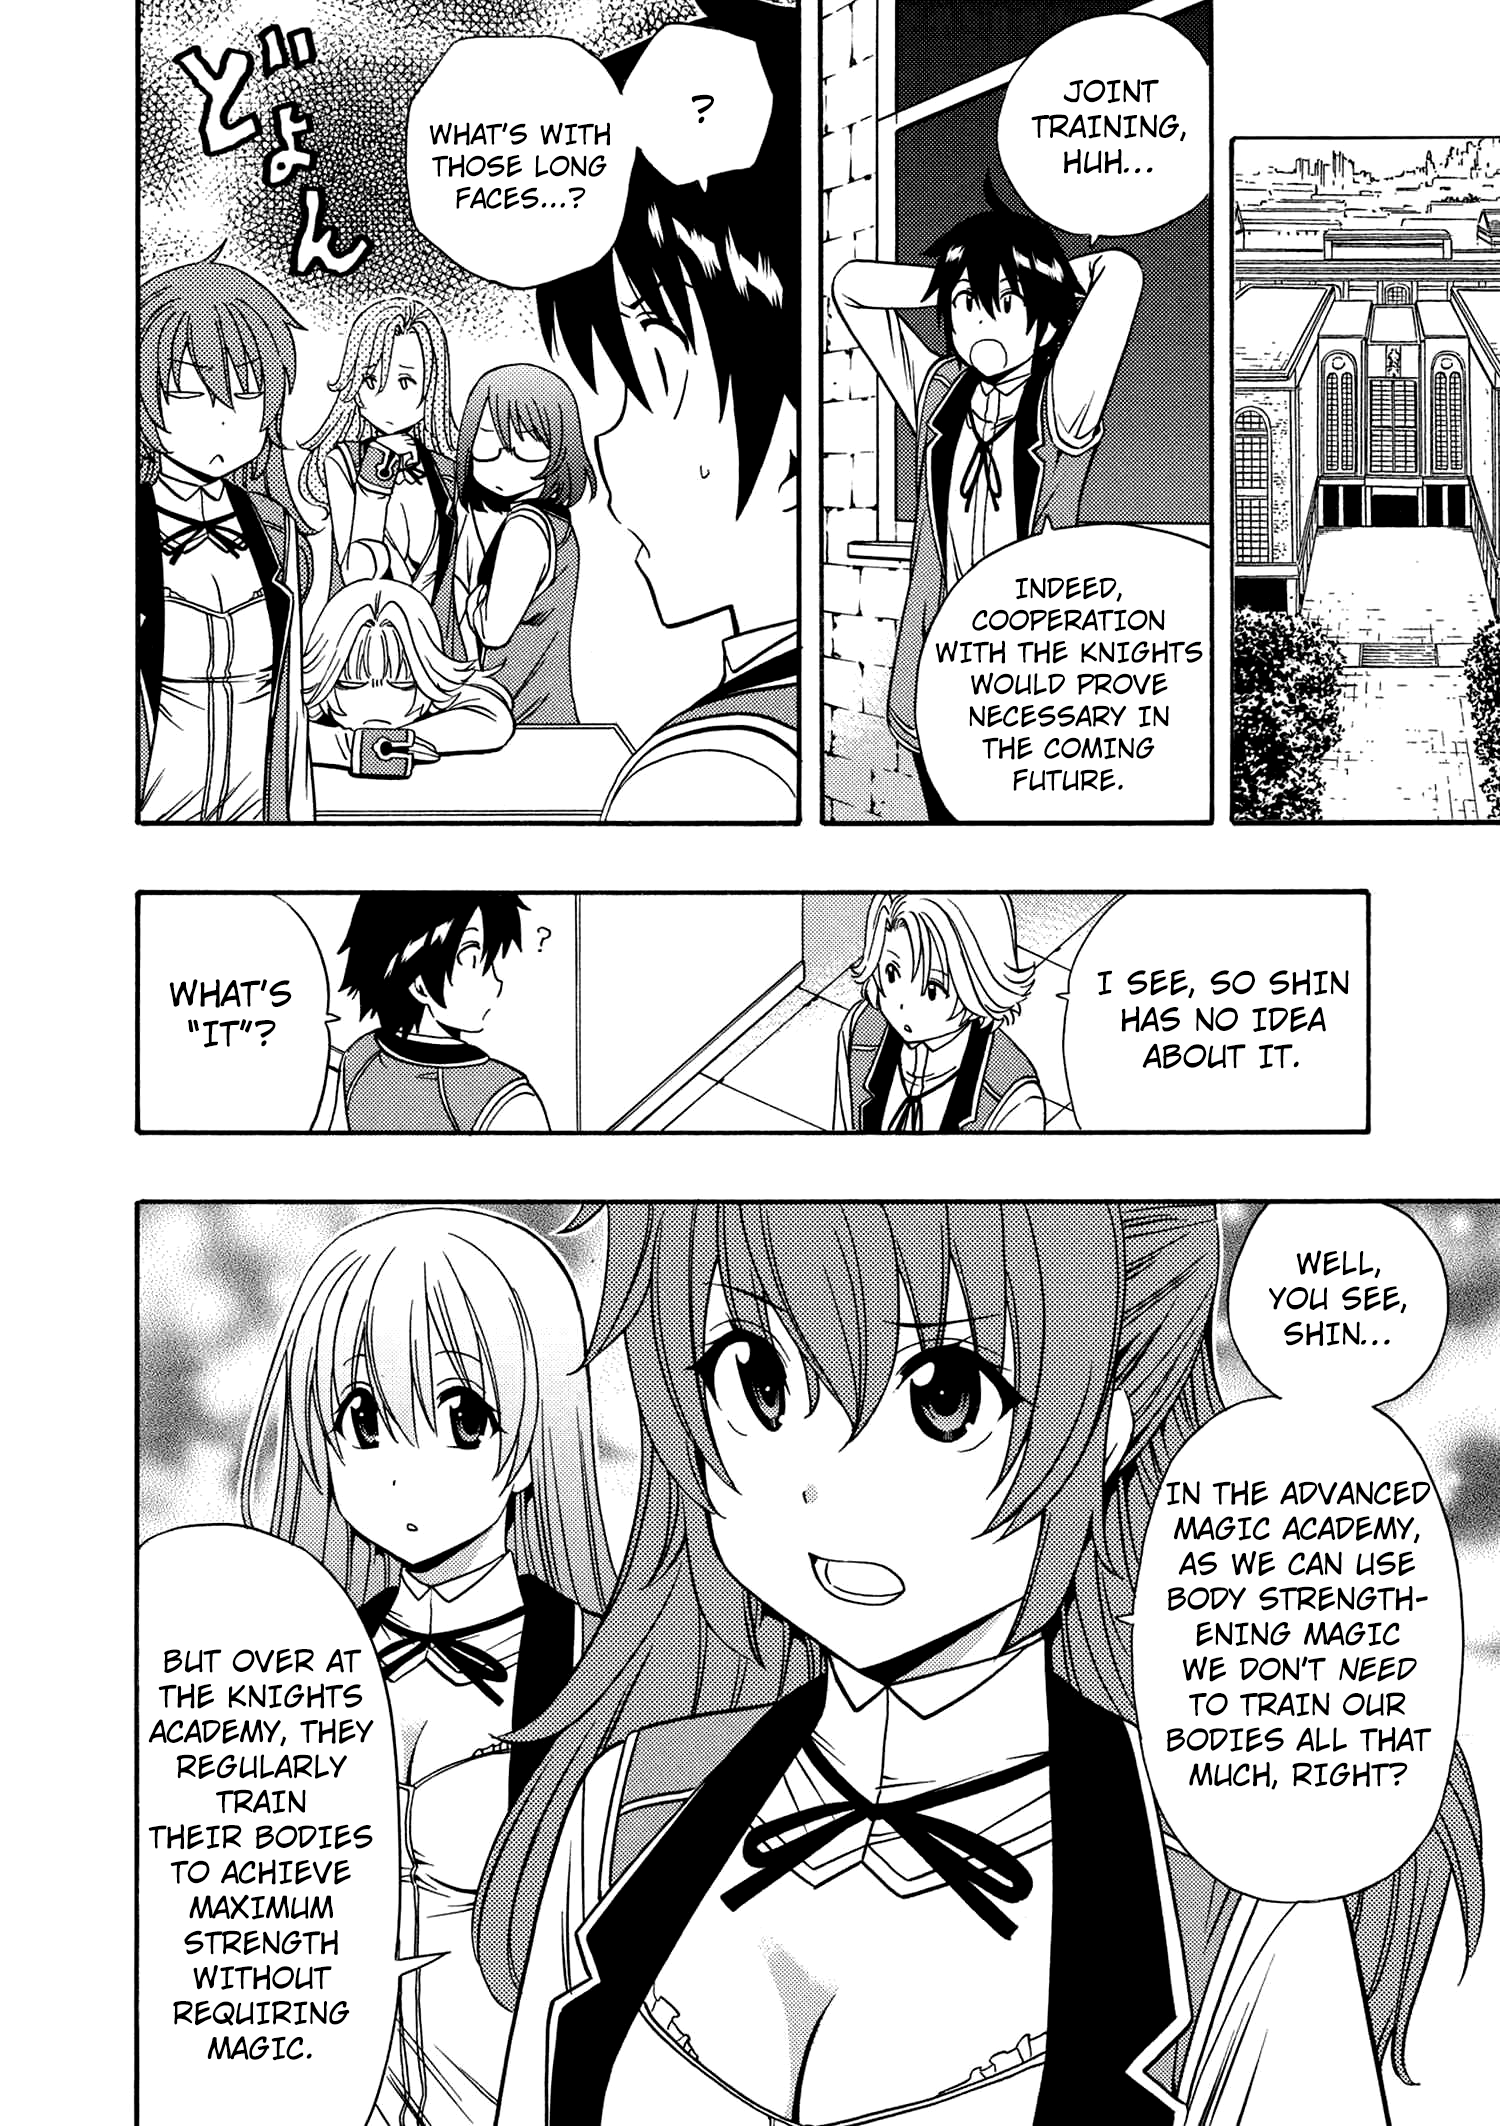 JOINT
TRAINING,
HUH...
INDEED,
COOPERATION
WITH THE KNIGHTS
WOULD PROVE
NECESSARY IN
THE COMING
FUTURE.
?
WHAT'S WITH
THOSE LONG
FACES...?
どよん
I SEE, SO SHIN
HAS NO IDEA
ABOUT IT.
?
WHAT'S
"IT"?
WELL,
YOU SEE,
SHIN...
IN THE ADVANCED
MAGIC ACADEMY,
AS WE CAN USE
BODY STRENGTH-
ENING MAGIC
WE DON'T NEED
TO TRAIN OUR
BODIES ALL THAT
MUCH, RIGHT?
BUT OVER AT
THE KNIGHTS
ACADEMY, THEY
REGULARLY
TRAIN
THEIR BODIES
TO ACHIEVE
MAXIMUM
STRENGTH
WITHOUT
REQUIRING
MAGIC.